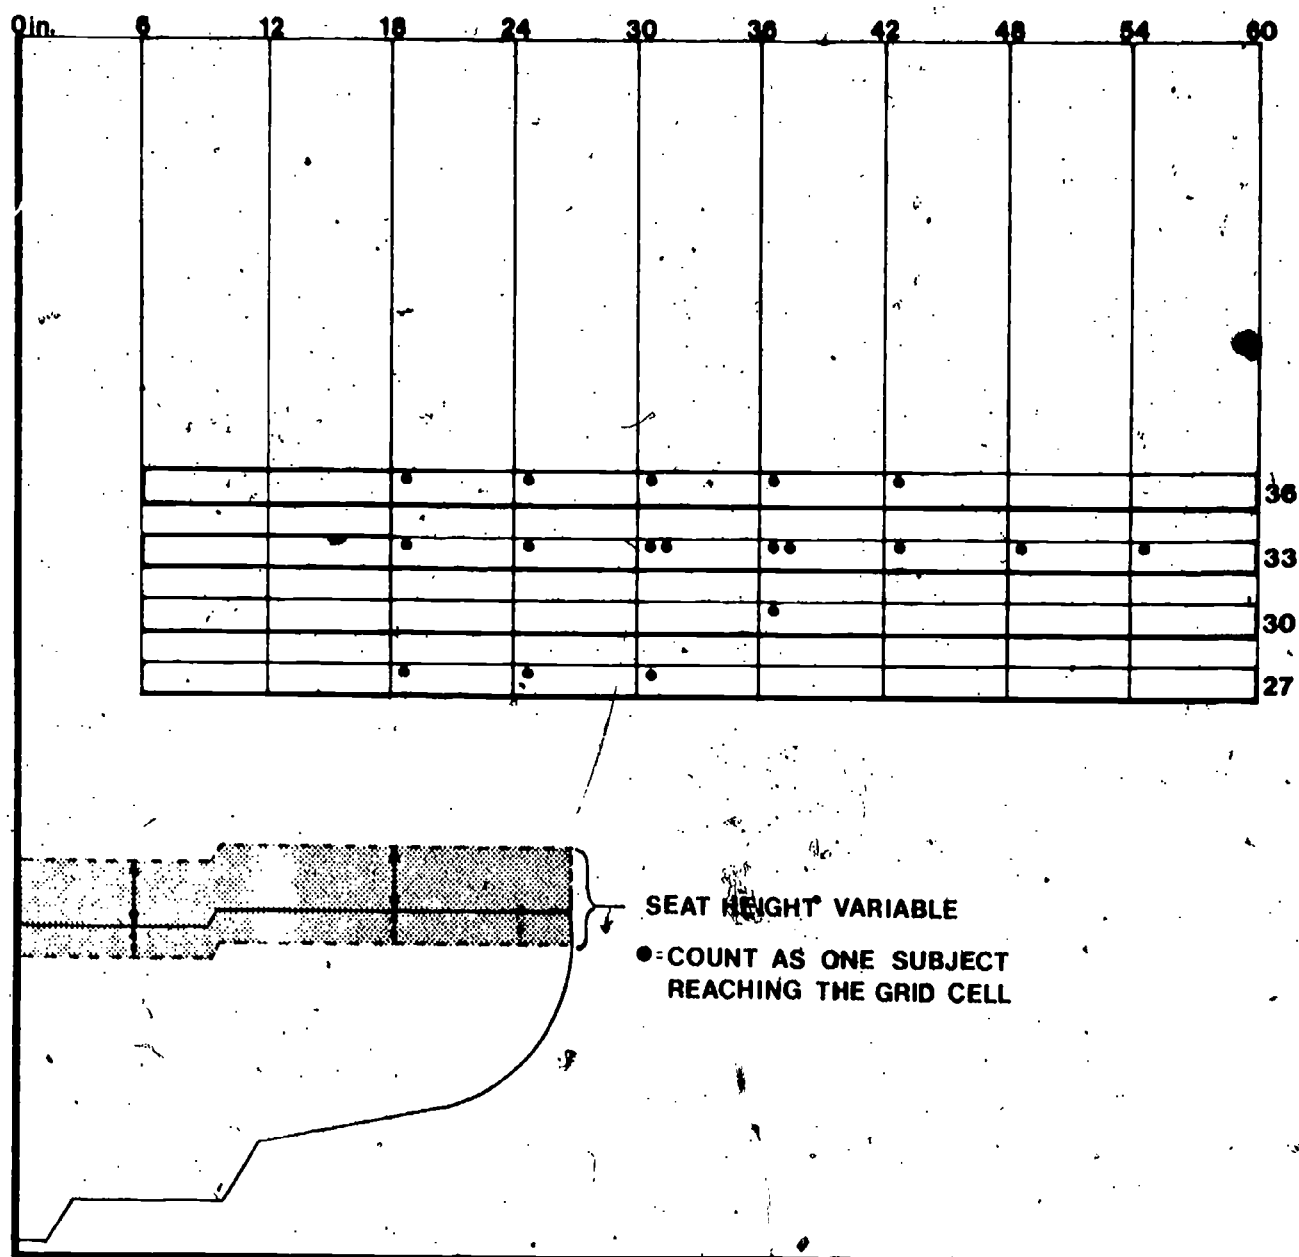 0in. 6 12 18 24 30 36 42 48 54 60
36
33
30
27
SEAT HEIGHT VARIABLE
●=COUNT AS ONE SUBJECT
REACHING THE GRID CELL